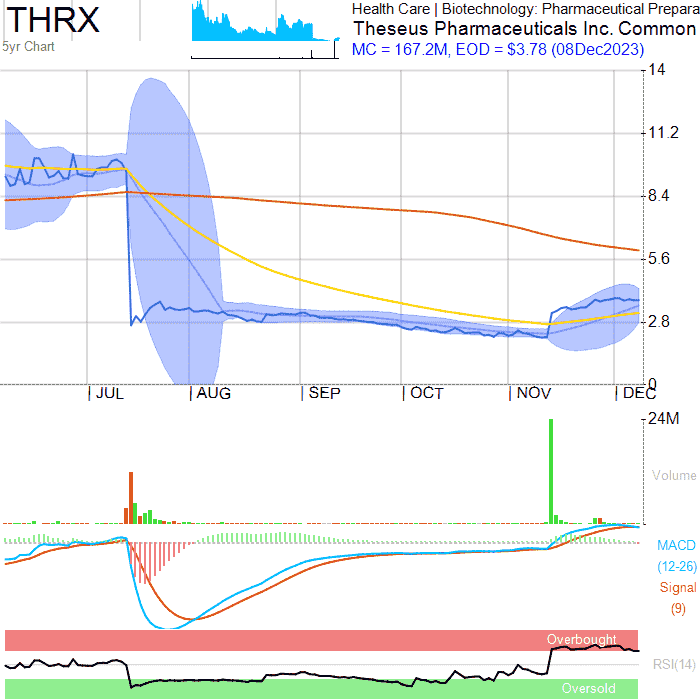 THRX
5yr Chart
Health Care | Biotechnology: Pharmaceutical Prepara
Theseus Pharmaceuticals Inc. Common
MC = 167.2M, EOD = $3.78 (08Dec2023)
14
11.2
8.4
5.6
2.8
0
| JUL | AUG | SEP | OCT | NOV | DEC
24M
Volume
MACD
(12-26)
Signal
(9)
Overbought
RSI(14)
Oversold